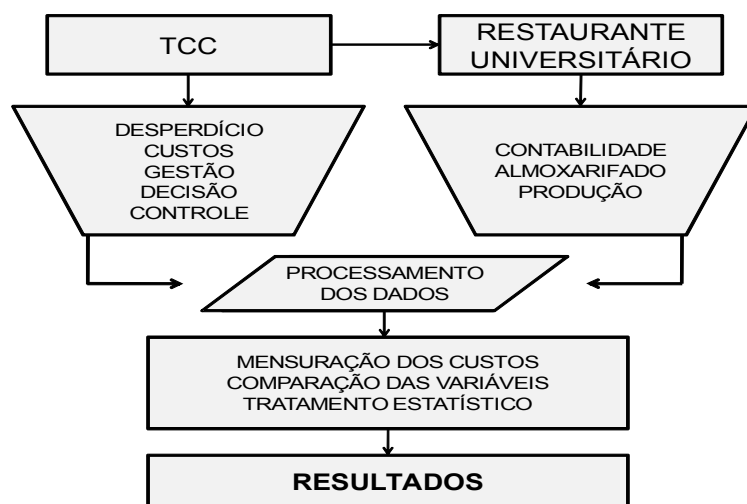 TCC
RESTAURANTE
UNIVERSITÁRIO
DESPERDÍCIO
CUSTOS
GESTÃO
DECISÃO
CONTROLE
CONTABILIDADE
ALMOXARIFADO
PRODUÇÃO
PROCESSAMENTO
DOS DADOS
MENSURAÇÃO DOS CUSTOS
COMPARAÇÃO DAS VARIÁVEIS
TRATAMENTO ESTATÍSTICO
RESULTADOS